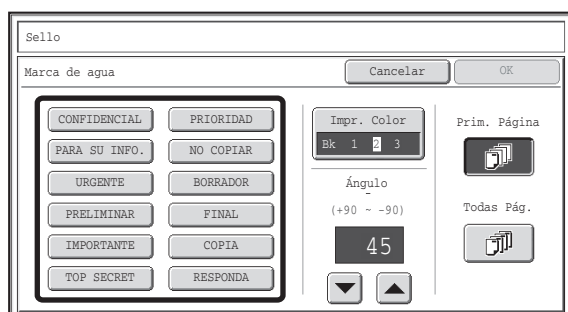 Sello
Marca de agua
Cancelar
OK
CONFIDENCIAL
PRIORIDAD
PARA SU INFO.
NO COPIAR
URGENTE
BORRADOR
PRELIMINAR
FINAL
IMPORTANTE
COPIA
TOP SECRET
RESPONDA
Impr. Color
Bk 1 2 3
Ángulo
-
(+90 ~ -90)
45
Prim. Página
Todas Pág.